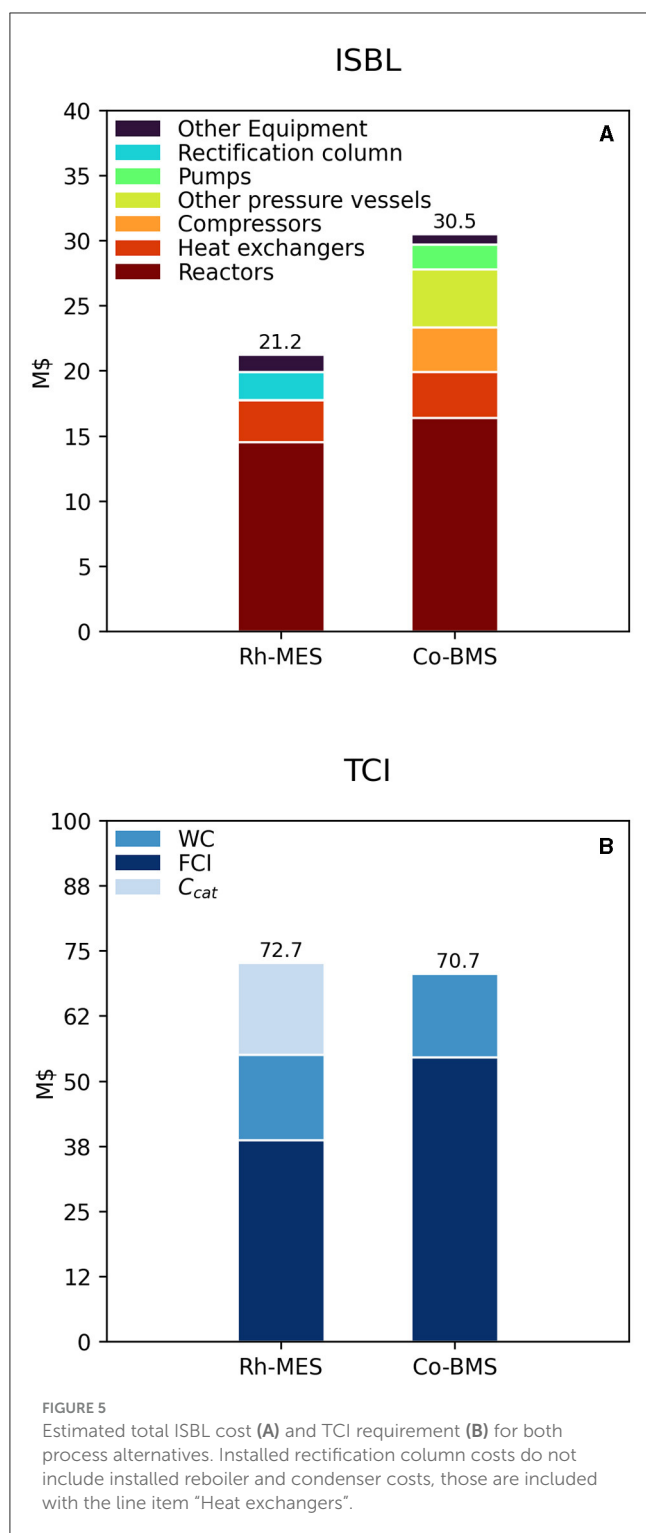 ISBL
A
40
35
30
25
20
15
10
5
0
M$
Other Equipment
Rectification column
Pumps
Other pressure vessels
Compressors
Heat exchangers
Reactors
21.2
30.5
Rh-MES
Co-BMS
TCI
B
100
88
75
62
50
38
25
12
0
M$
WC
FCI
C_cat
72.7
70.7
Rh-MES
Co-BMS
FIGURE 5
Estimated total ISBL cost (A) and TCI requirement (B) for both
process alternatives. Installed rectification column costs do not
include installed reboiler and condenser costs, those are included
with the line item “Heat exchangers”.